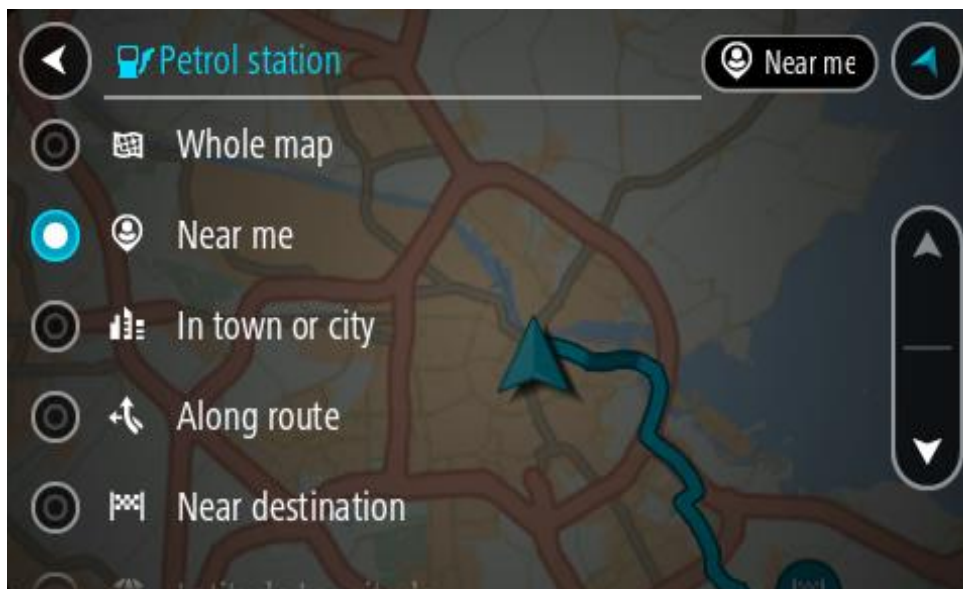 Petrol station
Near me
Whole map
Near me
In town or city
Along route
Near destination